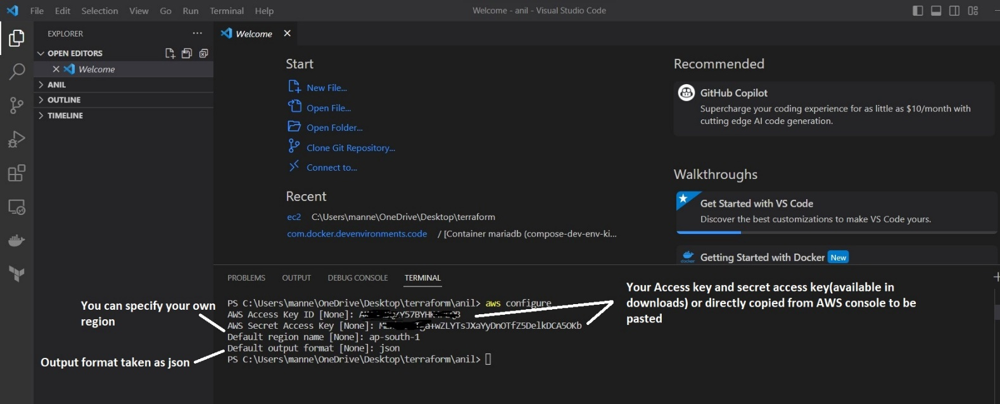 File Edit Selection View Go Run Terminal Help
Welcome - anil - Visual Studio Code
EXPLORER
OPEN EDITORS
Welcome
ANIL
OUTLINE
TIMELINE
Welcome
Start
New File...
Open File...
Open Folder...
Clone Git Repository...
Connect to...
Recent
ec2 C:\Users\manne\OneDrive\Desktop\terraform
com.docker.devenvironments.code / [Container mariadb (compose-dev-env-ki...
Recommended
GitHub Copilot
Supercharge your coding experience for as little as $10/month with
cutting edge AI code generation.
Walkthroughs
Get Started with VS Code
Discover the best customizations to make VS Code yours.
docker
Getting Started with Docker New
PROBLEMS OUTPUT DEBUG CONSOLE TERMINAL
PS C:\Users\manne\OneDrive\Desktop\terraform\anil> aws configure
AWS Access Key ID [None]:
AWS Secret Access Key [None]:
Default region name [None]: ap-south-1
Default output format [None]: json
PS C:\Users\manne\OneDrive\Desktop\terraform\anil>
You can specify your own
region
Output format taken as json
Your Access key and secret access key(available in
downloads) or directly copied from AWS console to be
pasted